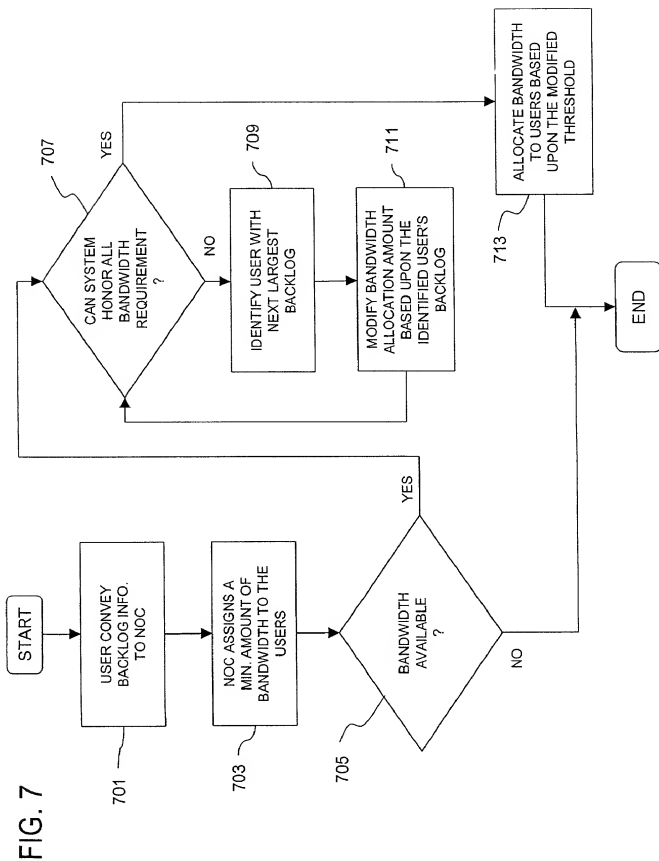 FIG. 7
START
USER CONVEY
BACKLOG INFO.
TO NOC
701
NOC ASSIGNS A
MIN. AMOUNT OF
BANDWIDTH TO THE
USERS
703
BANDWIDTH
AVAILABLE
?
705
YES
NO
CAN SYSTEM
HONOR ALL
BANDWIDTH
REQUIREMENT
?
707
YES
NO
IDENTIFY USER WITH
NEXT LARGEST
BACKLOG
709
MODIFY BANDWIDTH
ALLOCATION AMOUNT
BASED UPON THE
IDENTIFIED USER'S
BACKLOG
711
ALLOCATE BANDWIDTH
TO USERS BASED
UPON THE MODIFIED
THRESHOLD
713
END